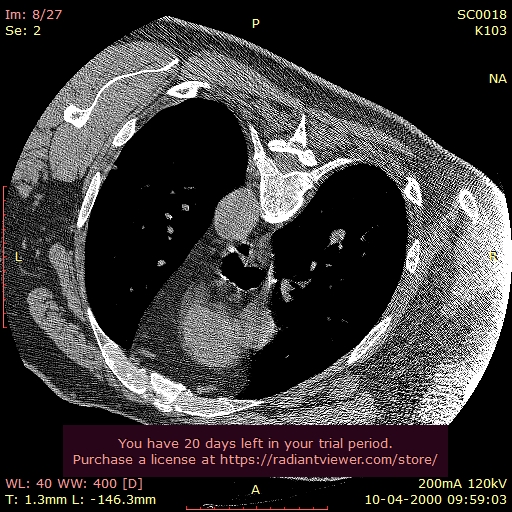 Im: 8/27
Se: 2
P
SC0018
K103
NA
L
R
You have 20 days left in your trial period.
Purchase a license at https://radiantviewer.com/store/
WL: 40 WW: 400 [D]
T: 1.3mm L: -146.3mm
A
200mA 120kV
10-04-2000 09:59:03